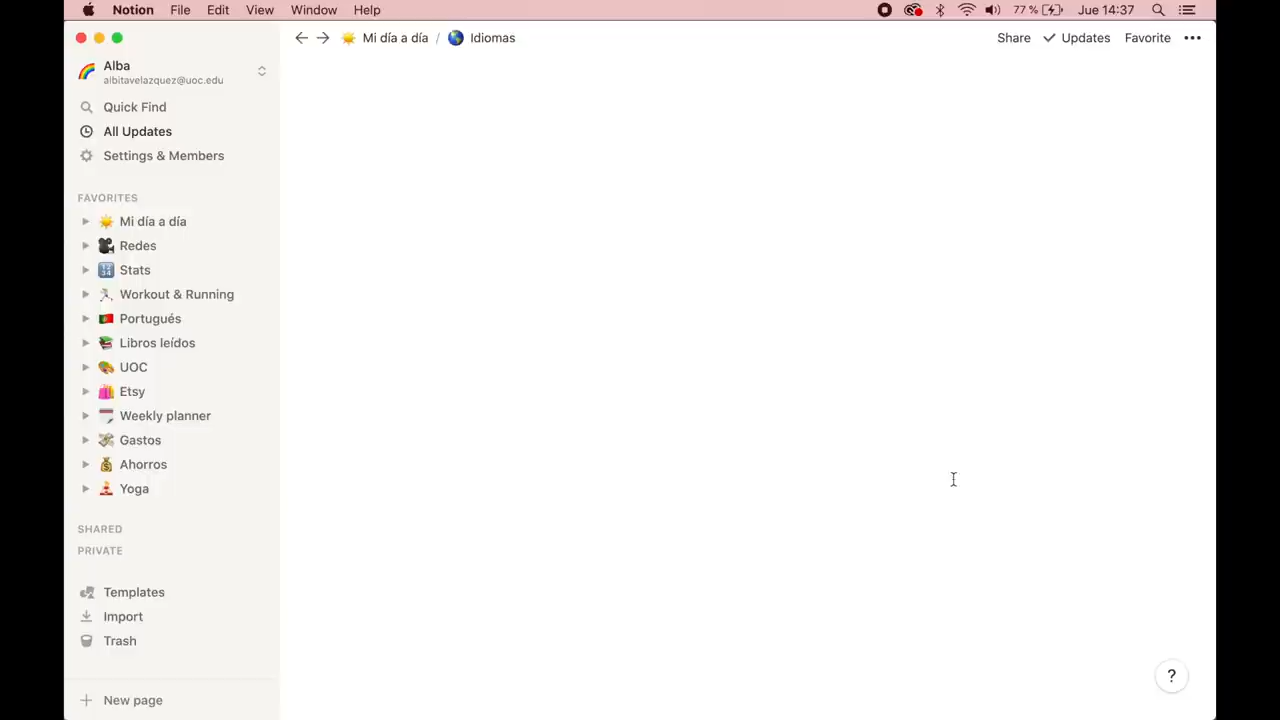 Notion File Edit View Window Help 77 % Jue 14:37
Mi día a día / Idiomas Share Updates Favorite
Alba
albitavelazquez@uoc.edu
Quick Find
All Updates
Settings & Members
FAVORITES
Mi día a día
Redes
Stats
Workout & Running
Portugués
Libros leídos
UOC
Etsy
Weekly planner
Gastos
Ahorros
Yoga
SHARED
PRIVATE
Templates
Import
Trash
New page
?